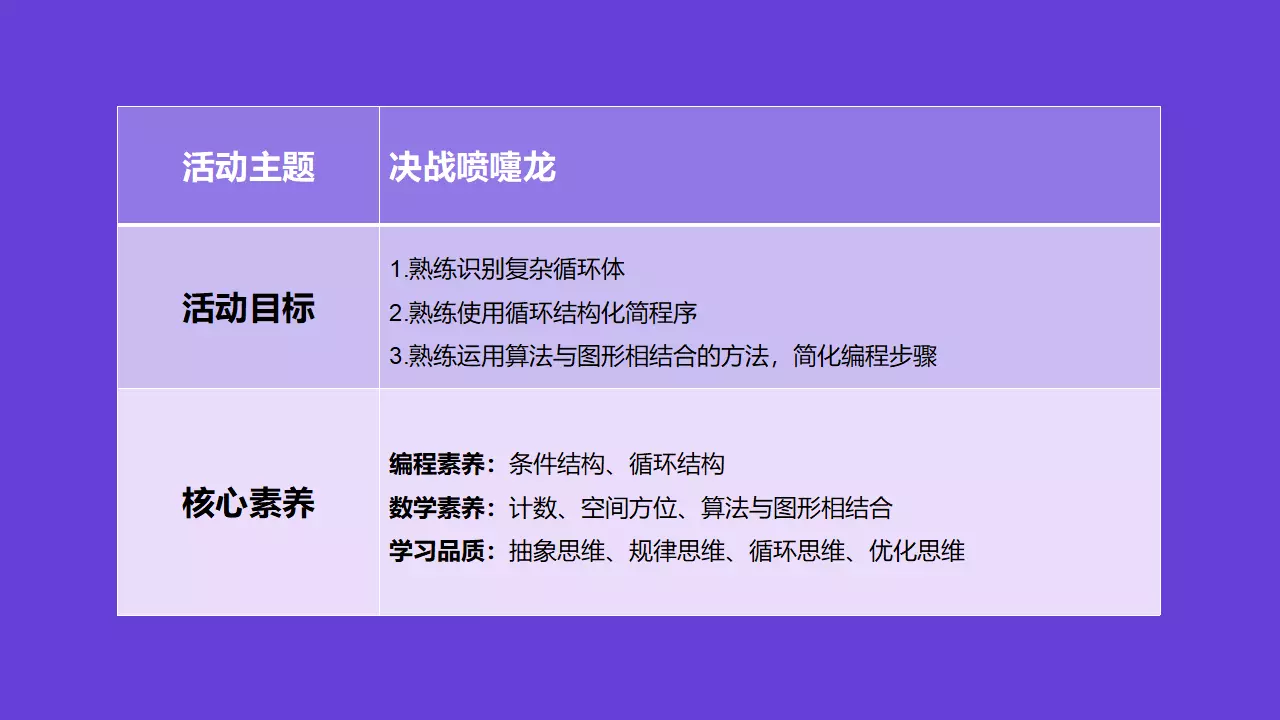 活动主题
决战喷嚏龙
活动目标
1.熟练识别复杂循环体
2.熟练使用循环结构化简程序
3.熟练运用算法与图形相结合的方法，简化编程步骤
核心素养
编程素养：条件结构、循环结构
数学素养：计数、空间方位、算法与图形相结合
学习品质：抽象思维、规律思维、循环思维、优化思维